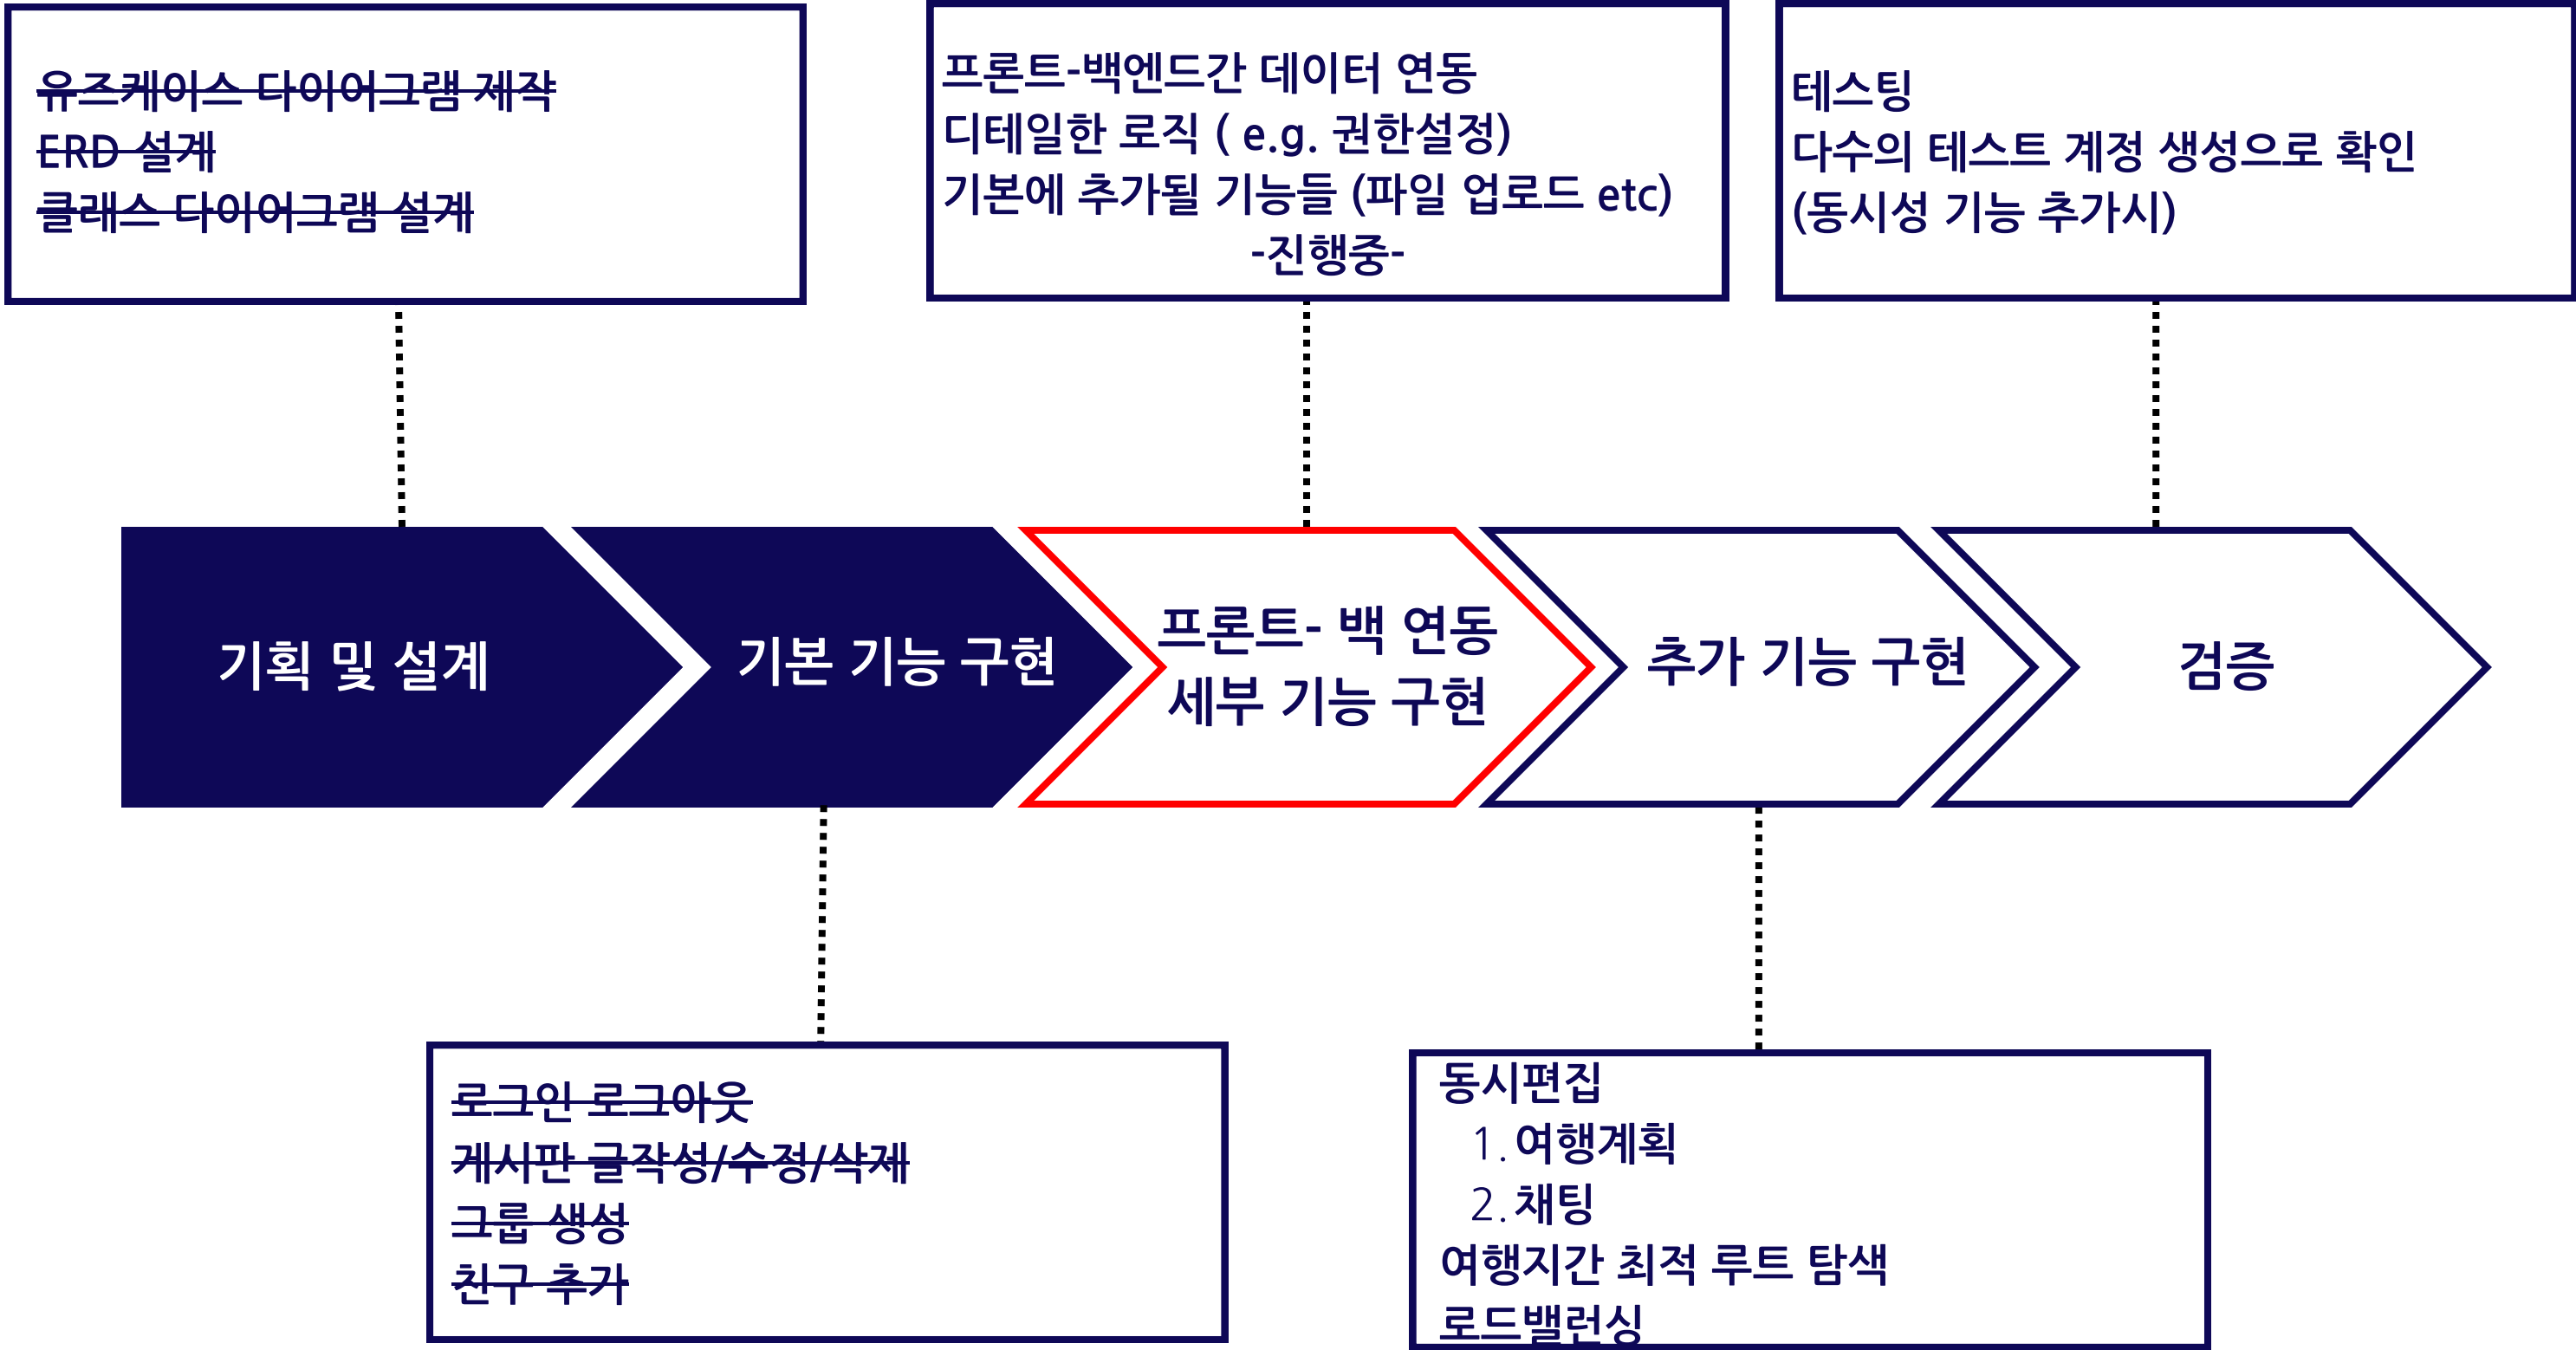 유즈케이스 다이어그램 제작
ERD 설계
클래스 다이어그램 설계
프론트-백엔드간 데이터 연동
디테일한 로직 ( e.g. 권한설정)
기본에 추가될 기능들 (파일 업로드 etc)
-진행중-
테스팅
다수의 테스트 계정 생성으로 확인
(동시성 기능 추가시)
기획 및 설계
기본 기능 구현
프론트- 백 연동
세부 기능 구현
추가 기능 구현
검증
로그인 로그아웃
게시판 글작성/수정/삭제
그룹 생성
친구 추가
동시편집
1. 여행계획
2. 채팅
여행지간 최적 루트 탐색
로드밸런싱